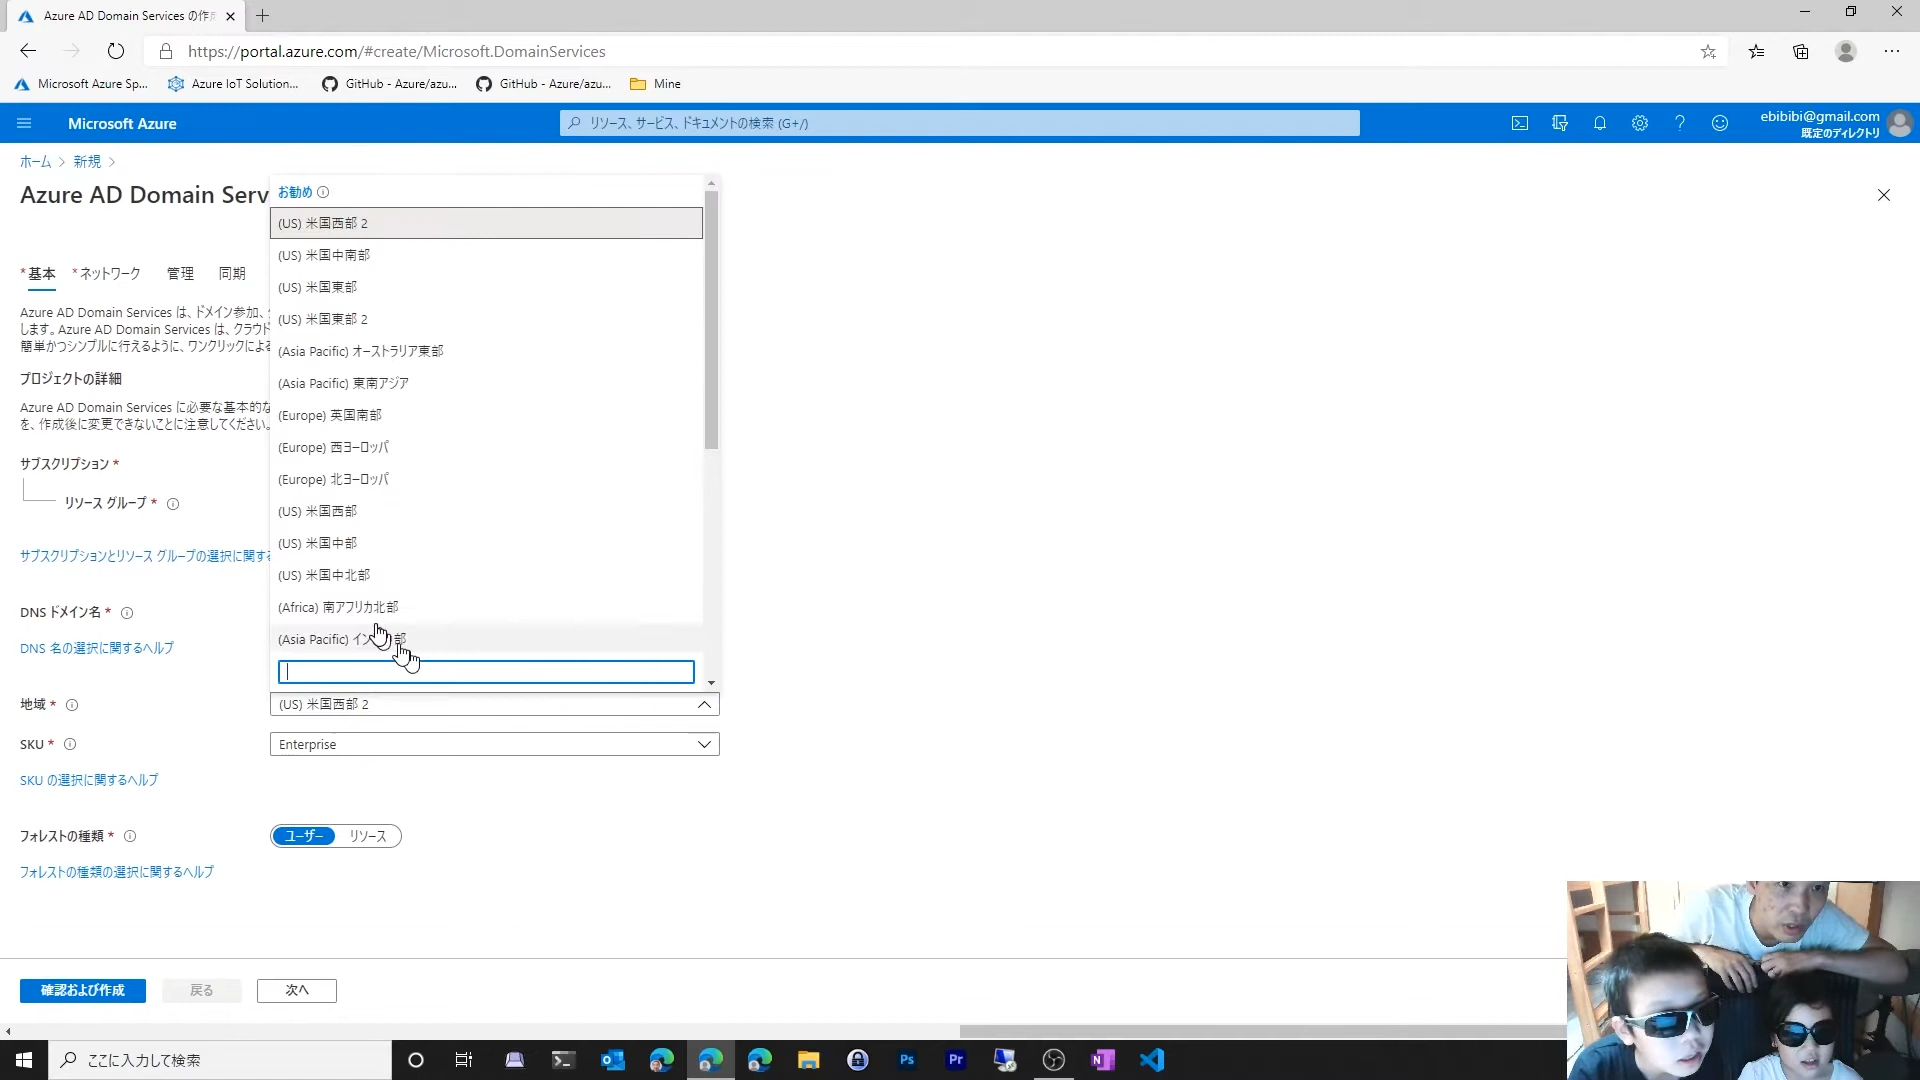 Azure AD Domain Services の作成
https://portal.azure.com/#create/Microsoft.DomainServices
Microsoft Azure Sp...
Azure IoT Solution...
GitHub - Azure/azu...
GitHub - Azure/azu...
Mine
Microsoft Azure
リソース、サービス、ドキュメントの検索 (G+/)
ebibibi@gmail.com
既定のディレクトリ
ホーム > 新規 >
Azure AD Domain Serv
* 基本
* ネットワーク
管理
同期
Azure AD Domain Services は、ドメイン参加、
します。Azure AD Domain Services は、クラウド
簡単かつシンプルに行えるように、ワンクリックによる
プロジェクトの詳細
Azure AD Domain Services に必要な基本的な
を、作成後に変更できないことに注意してください。
サブスクリプション *
リソース グループ *
サブスクリプションとリソース グループの選択に関する
DNS ドメイン名 *
DNS 名の選択に関するヘルプ
お勧め
(US) 米国西部 2
(US) 米国中南部
(US) 米国東部
(US) 米国東部 2
(Asia Pacific) オーストラリア東部
(Asia Pacific) 東南アジア
(Europe) 英国南部
(Europe) 西ヨーロッパ
(Europe) 北ヨーロッパ
(US) 米国西部
(US) 米国中部
(US) 米国中北部
(Africa) 南アフリカ北部
(Asia Pacific) イン 部
地域 *
(US) 米国西部 2
SKU *
Enterprise
SKU の選択に関するヘルプ
フォレストの種類 *
ユーザー
リソース
フォレストの種類の選択に関するヘルプ
確認および作成
戻る
次へ
ここに入力して検索
Ps
Pr
N